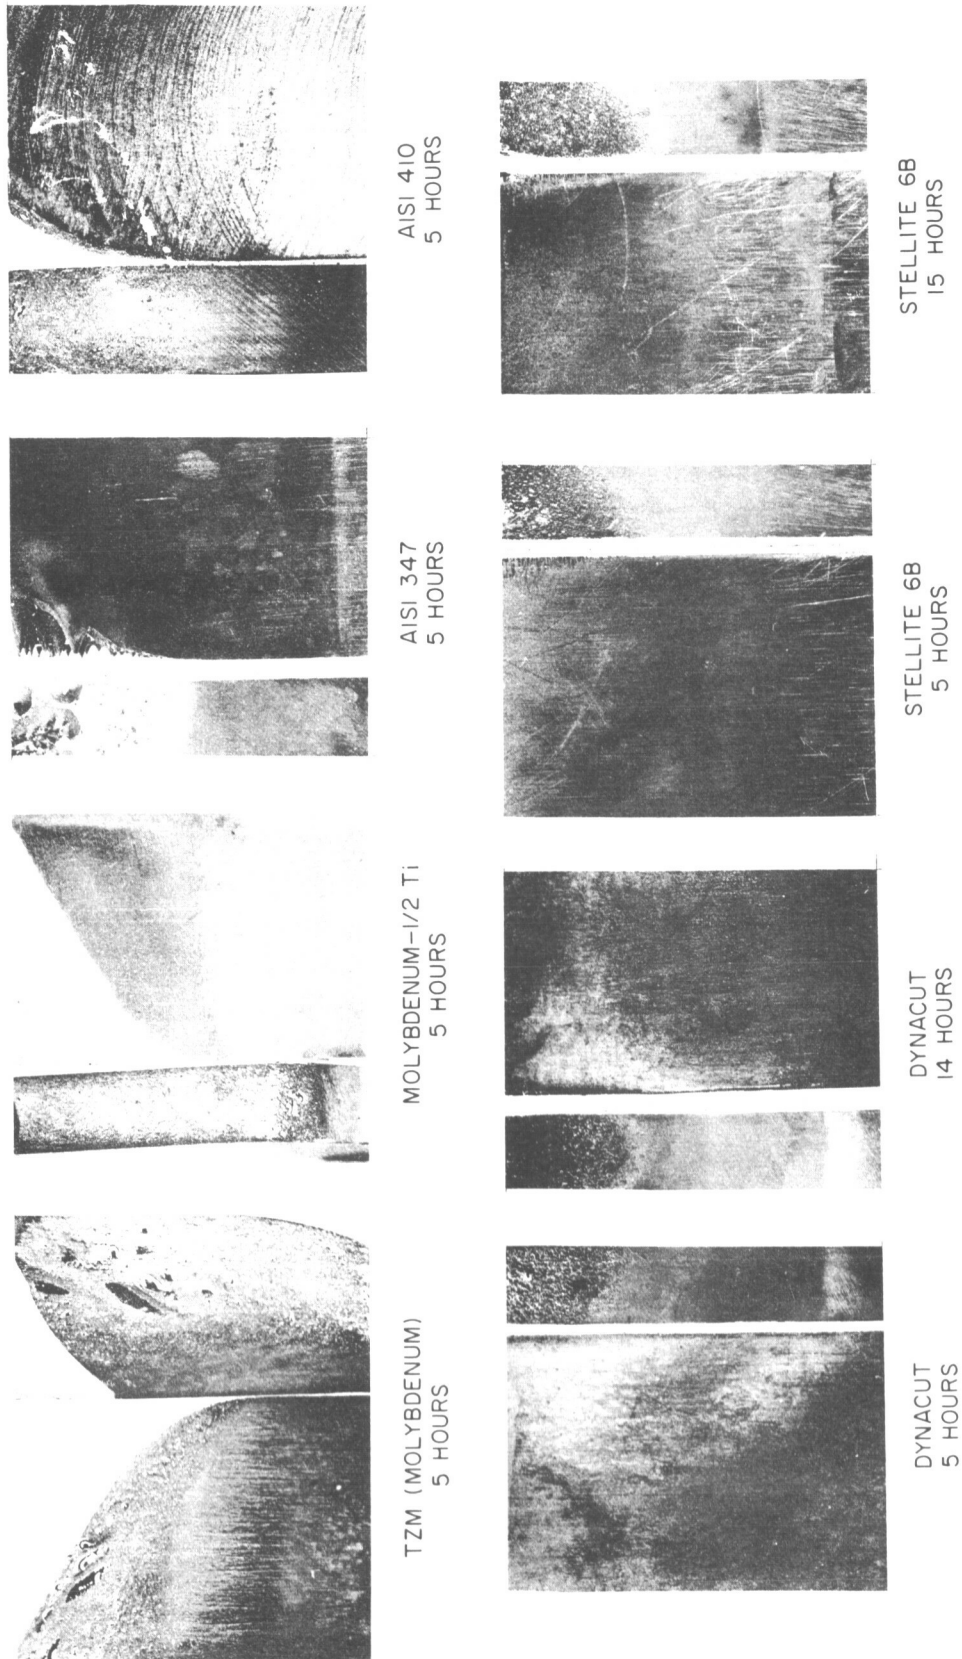 TZM (MOLYBDENUM)
5 HOURS
MOLYBDENUM-1/2 Ti
5 HOURS
AISI 347
5 HOURS
AISI 410
5 HOURS
DYNACUT
5 HOURS
DYNACUT
14 HOURS
STELLITE 6B
5 HOURS
STELLITE 6B
15 HOURS